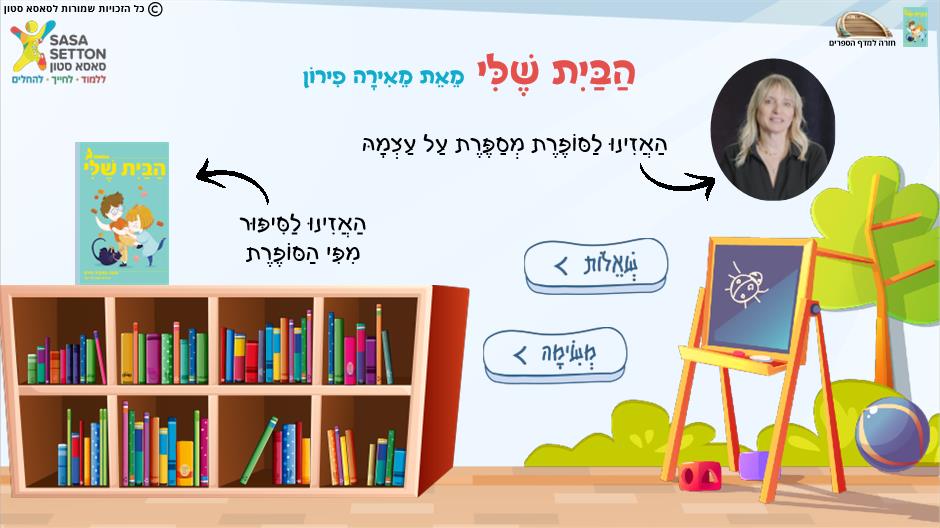 © כל הזכויות שמורות לסאסא סטון
SASA
SETTON
סאסא סטון
ללמוד • לחייך • להחלים
חזרה למדף הספרים
הַבַּיִת שֶׁלִּי מֵאֵת מֵאִירָה פִירוֹן
הַאֲזִינוּ לַסּוֹפֶרֶת מְסַפֶּרֶת עַל עַצְמָהּ
הַבַּיִת שֶׁלִּי
הַאֲזִינוּ לַסִּיפּוּר
מִפִּי הַסּוֹפֶרֶת
שְׁאֵלוֹת >
מְשִׂימָה >